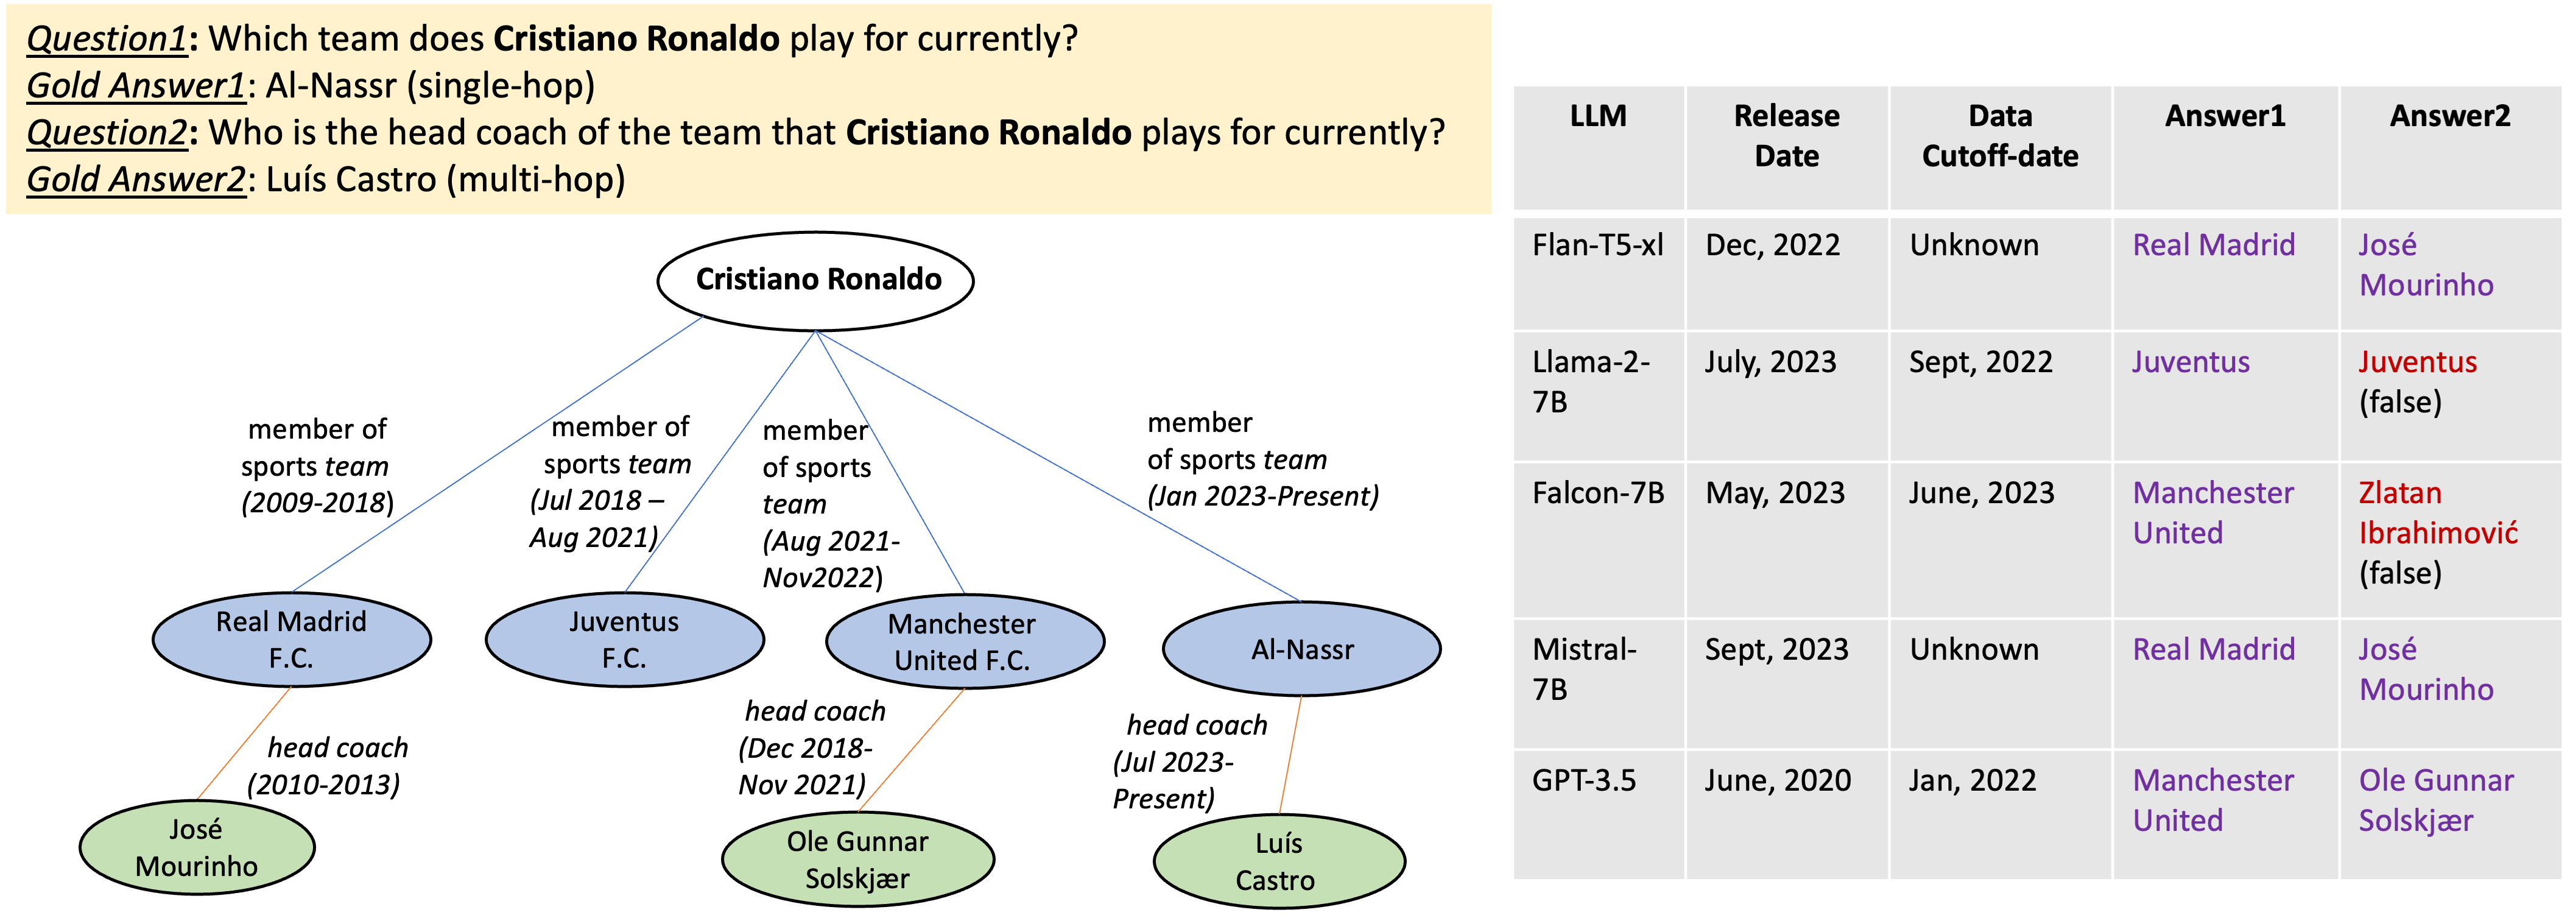 Question1: Which team does Cristiano Ronaldo play for currently?
Gold Answer1: Al-Nassr (single-hop)
Question2: Who is the head coach of the team that Cristiano Ronaldo plays for currently?
Gold Answer2: Luís Castro (multi-hop)
Cristiano Ronaldo
member of
sports team
(2009-2018)
member of
sports team
(Jul 2018 –
Aug 2021)
member
of sports
team
(Aug 2021-
Nov2022)
member
of sports team
(Jan 2023-Present)
Real Madrid
F.C.
Juventus
F.C.
Manchester
United F.C.
Al-Nassr
head coach
(2010-2013)
head coach
(Dec 2018-
Nov 2021)
head coach
(Jul 2023-
Present)
José
Mourinho
Ole Gunnar
Solskjær
Luís
Castro
LLM
Release
Date
Data
Cutoff-date
Answer1
Answer2
Flan-T5-xl
Dec, 2022
Unknown
Real Madrid
José
Mourinho
Llama-2-
7B
July, 2023
Sept, 2022
Juventus
Juventus
(false)
Falcon-7B
May, 2023
June, 2023
Manchester
United
Zlatan
Ibrahimović
(false)
Mistral-
7B
Sept, 2023
Unknown
Real Madrid
José
Mourinho
GPT-3.5
June, 2020
Jan, 2022
Manchester
United
Ole Gunnar
Solskjær